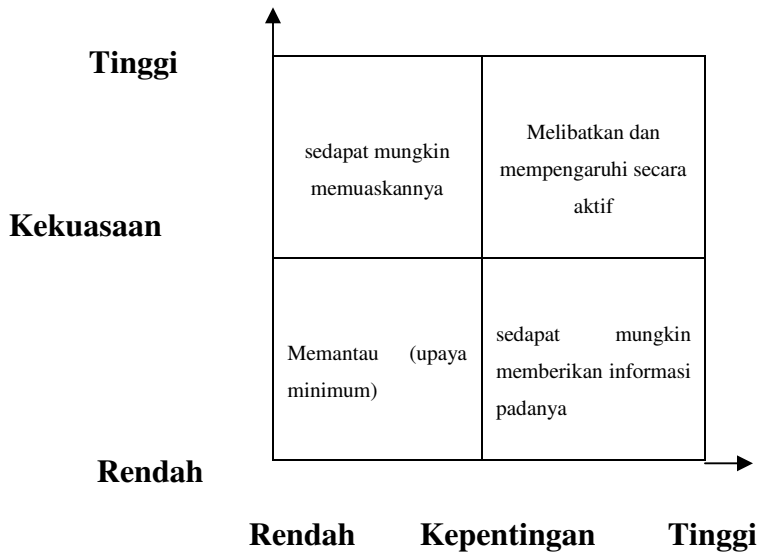 Tinggi
sedapat mungkin
memuaskannya
Melibatkan dan
mempengaruhi secara
aktif
Kekuasaan
Memantau (upaya
minimum)
sedapat mungkin
memberikan informasi
padanya
Rendah
Rendah Kepentingan Tinggi